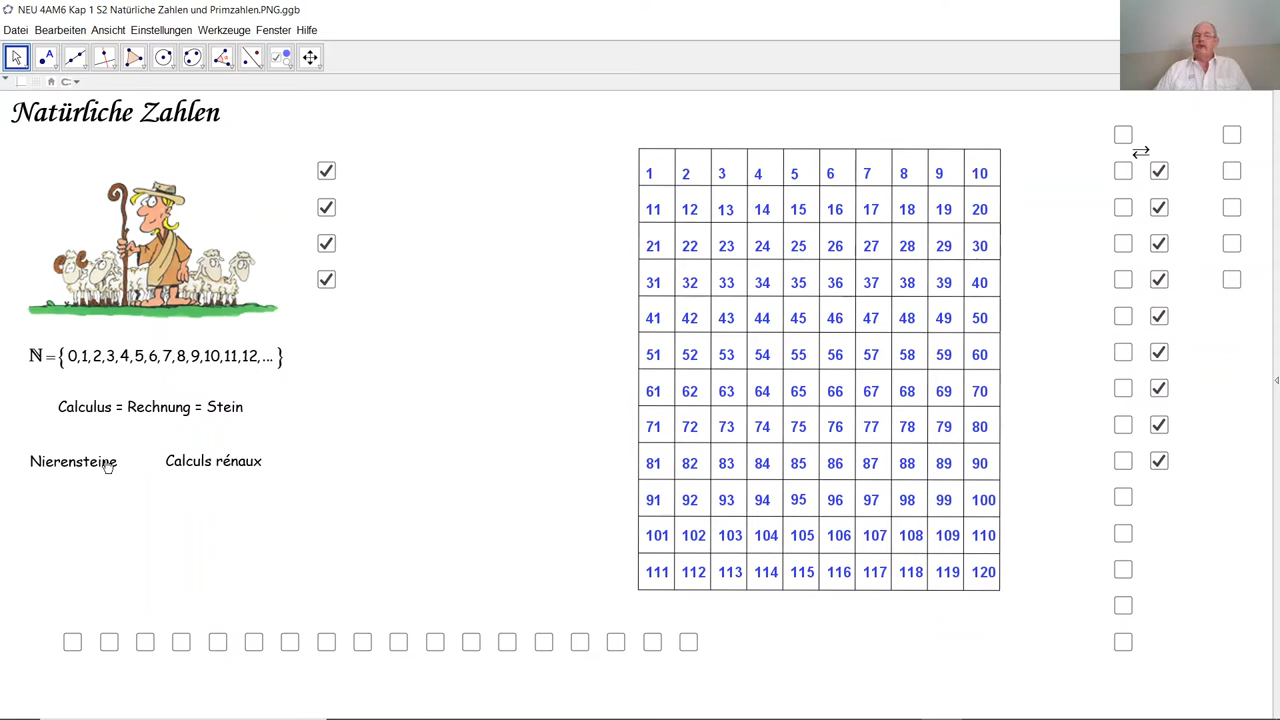 NEU 4AM6 Kap 1 S2 Natürliche Zahlen und Primzahlen.PNG.ggb
Datei Bearbeiten Ansicht Einstellungen Werkzeuge Fenster Hilfe
Natürliche Zahlen
ℕ = { 0,1,2,3,4,5,6,7,8,9,10,11,12,... }
Calculus = Rechnung = Stein
Nierensteine Calculs rénaux
1 2 3 4 5 6 7 8 9 10
11 12 13 14 15 16 17 18 19 20
21 22 23 24 25 26 27 28 29 30
31 32 33 34 35 36 37 38 39 40
41 42 43 44 45 46 47 48 49 50
51 52 53 54 55 56 57 58 59 60
61 62 63 64 65 66 67 68 69 70
71 72 73 74 75 76 77 78 79 80
81 82 83 84 85 86 87 88 89 90
91 92 93 94 95 96 97 98 99 100
101 102 103 104 105 106 107 108 109 110
111 112 113 114 115 116 117 118 119 120